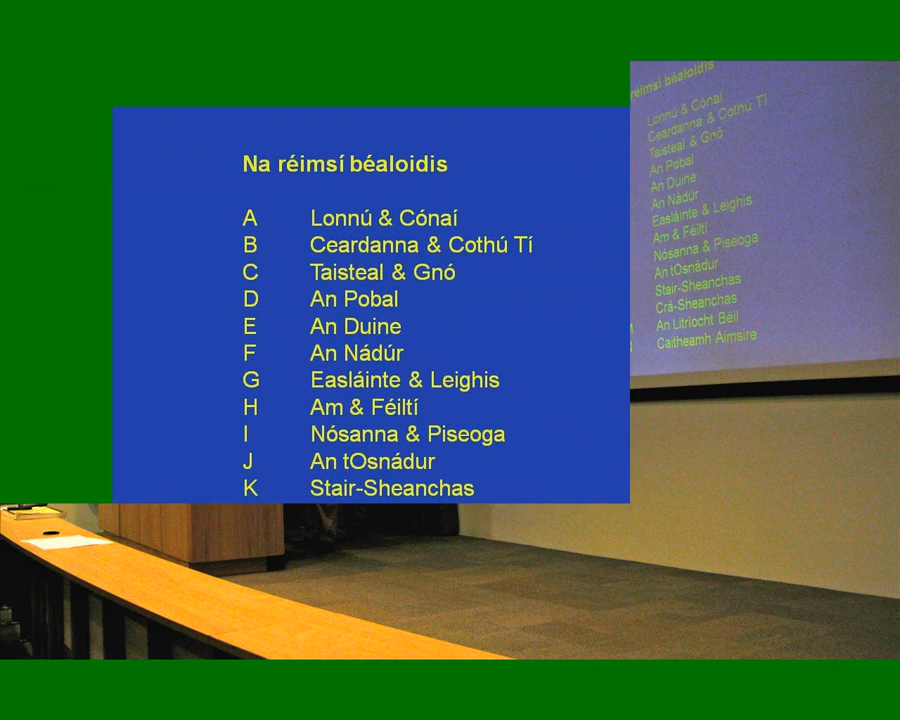 Na réimsí béaloidis
A Lonnú & Cónaí
B Ceardanna & Cothú Tí
C Taisteal & Gnó
D An Pobal
E An Duine
F An Nádúr
G Easláinte & Leighis
H Am & Féiltí
I Nósanna & Piseoga
J An tOsnádur
K Stair-Sheanchas
réimsí béaloidis
Lonnú & Cónaí
Ceardanna & Cothú Tí
Taisteal & Gnó
An Pobal
An Duine
An Nádúr
Easláinte & Leighis
Am & Féiltí
Nósanna & Piseoga
An tOsnádur
Stair-Sheanchas
Crá-Sheanchas
An Litríocht Béil
Caitheamh Aimsire